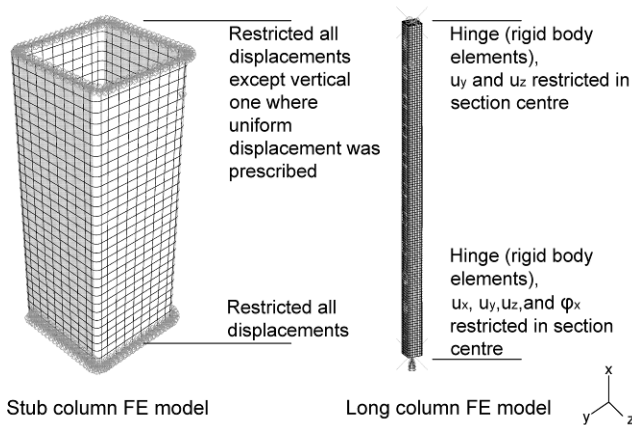 Restricted all
displacements
except vertical
one where
uniform
displacement was
prescribed
Restricted all
displacements
Stub column FE model
Hinge (rigid body
elements),
uy and uz restricted in
section centre
Hinge (rigid body
elements),
ux, uy,uz,and φx
restricted in section
centre
Long column FE model
x
y
z